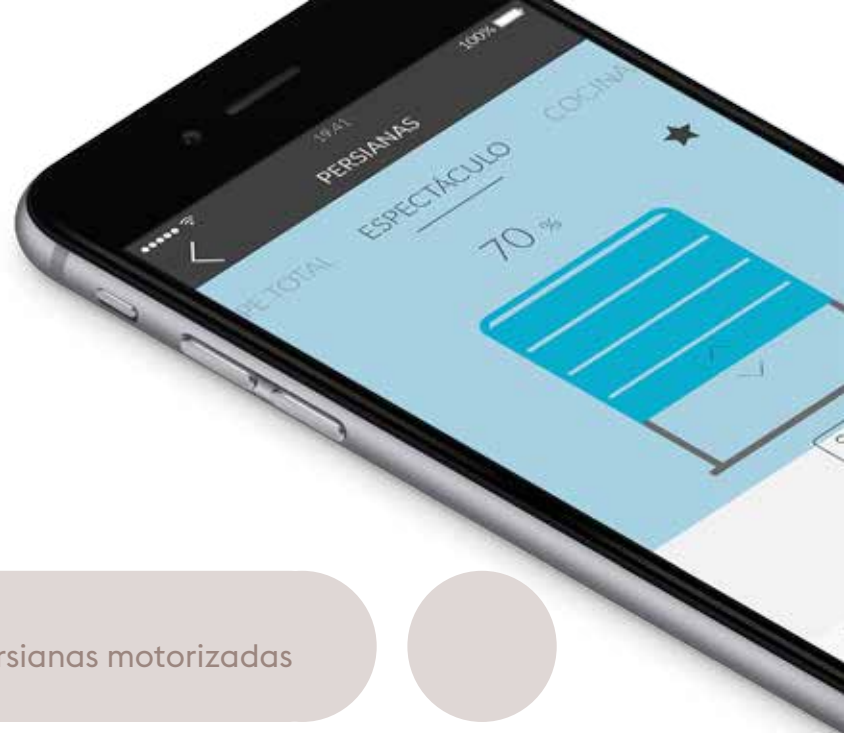 100%
19:41
PERSIANAS
COCINA
ESPECTÁCULO
TOTAL
70 %
rsianas motorizadas